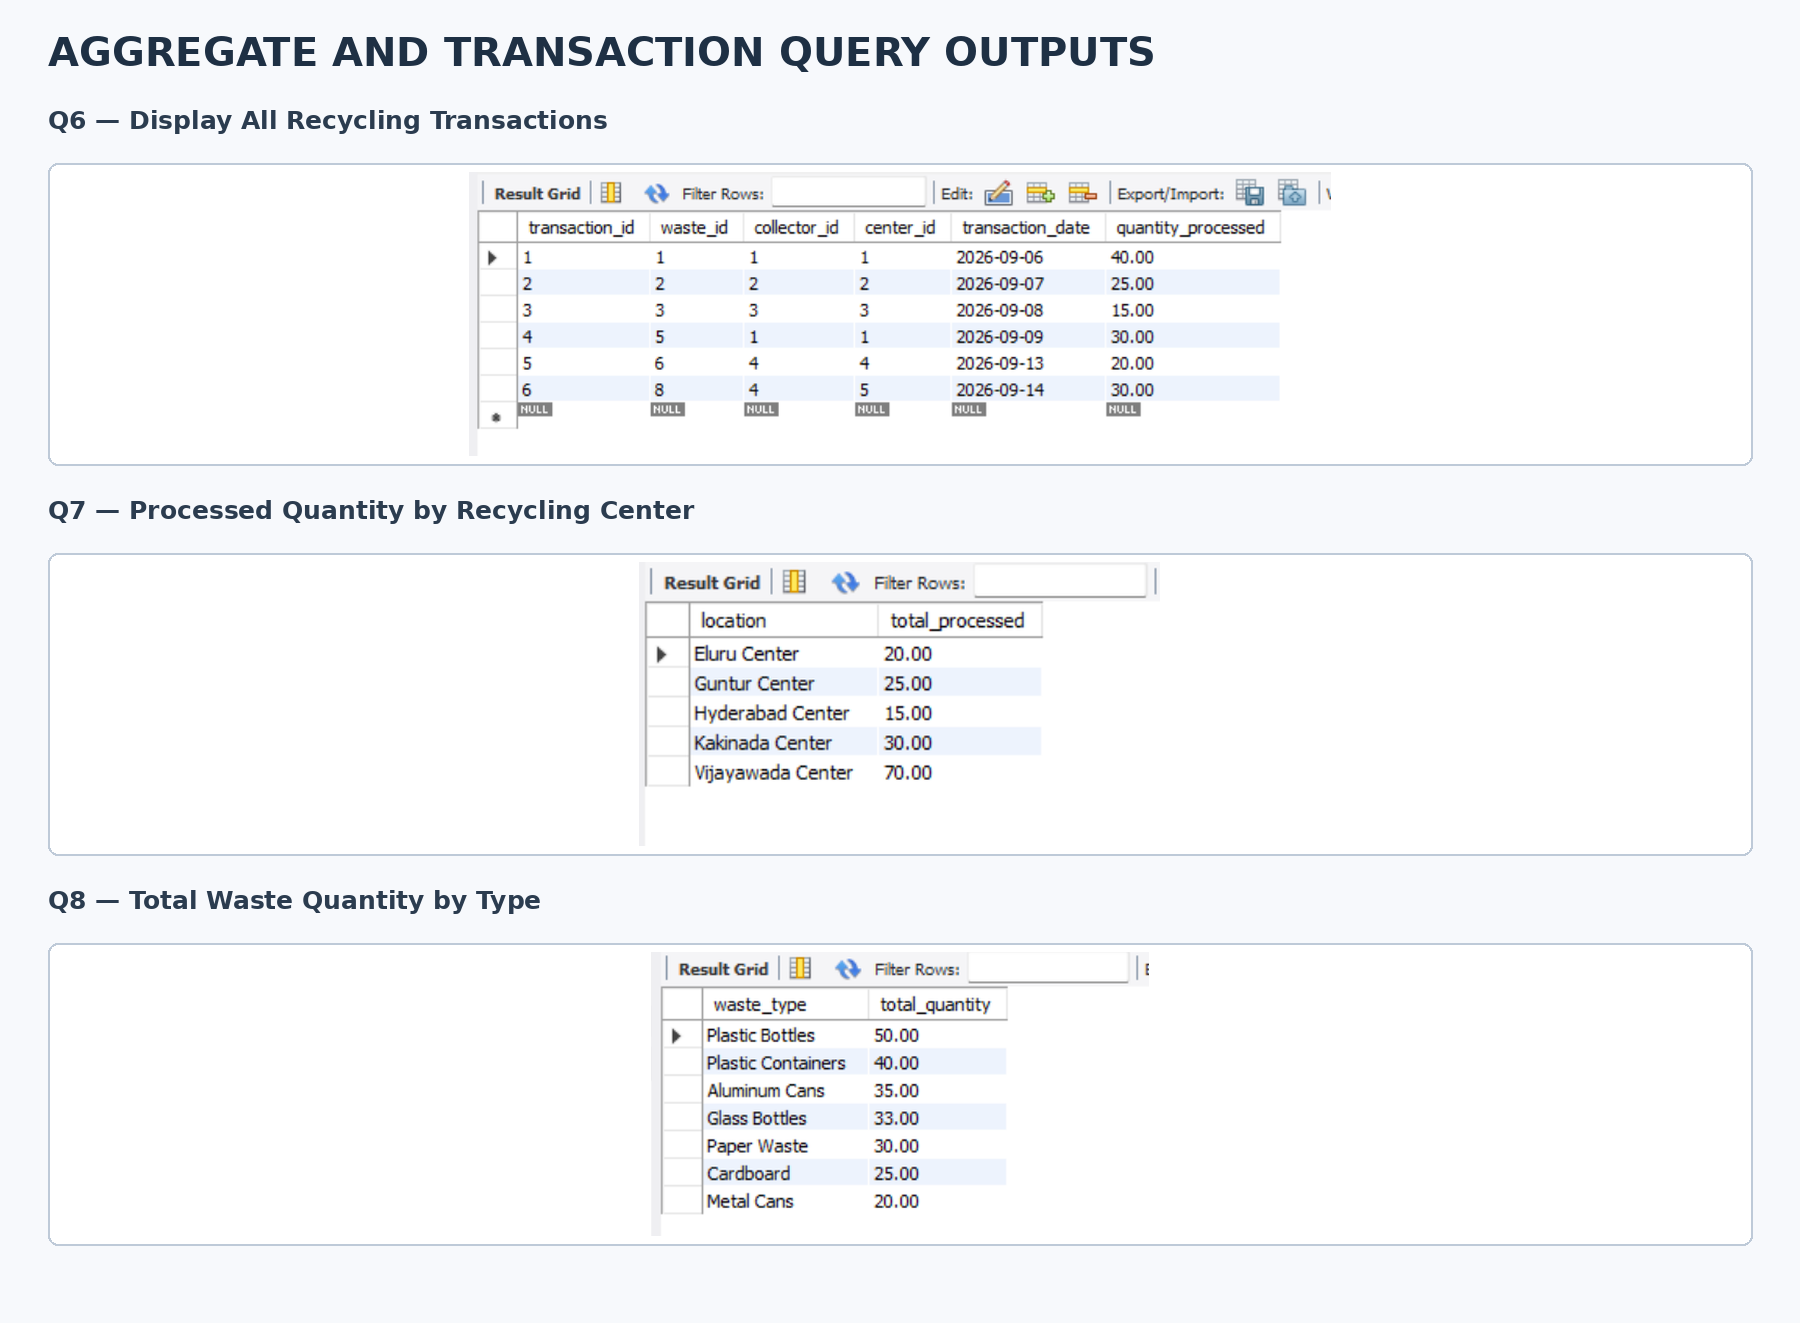 AGGREGATE AND TRANSACTION QUERY OUTPUTS
Q6 — Display All Recycling Transactions
Result Grid Filter Rows: Edit: Export/Import:
transaction_id waste_id collector_id center_id transaction_date quantity_processed
1 1 1 1 2026-09-06 40.00
2 2 2 2 2026-09-07 25.00
3 3 3 3 2026-09-08 15.00
4 5 1 1 2026-09-09 30.00
5 6 4 4 2026-09-13 20.00
6 8 4 5 2026-09-14 30.00
NULL NULL NULL NULL NULL NULL
Q7 — Processed Quantity by Recycling Center
Result Grid Filter Rows:
location total_processed
Eluru Center 20.00
Guntur Center 25.00
Hyderabad Center 15.00
Kakinada Center 30.00
Vijayawada Center 70.00
Q8 — Total Waste Quantity by Type
Result Grid Filter Rows:
waste_type total_quantity
Plastic Bottles 50.00
Plastic Containers 40.00
Aluminum Cans 35.00
Glass Bottles 33.00
Paper Waste 30.00
Cardboard 25.00
Metal Cans 20.00